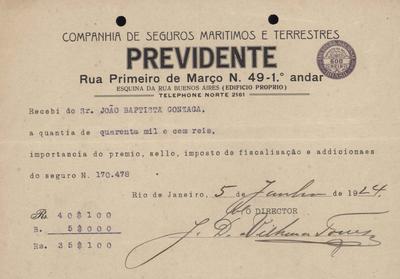 COMPANHIA DE SEGUROS MARITIMOS E TERRESTRES
PREVIDENTE
Rua Primeiro de Março N. 49-1.º andar
ESQUINA DA RUA BUENOS AIRES (EDIFICIO PROPRIO)
TELEPHONE NORTE 2161
600
Recebi do Sr. JOÃO BAPTISTA GONZAGA,
a quantia de quarenta mil e cem reis,
importancia do premio, sello, imposto de fiscalisação e addicionaes
do seguro N. 170.478
Rio de Janeiro, 5 de Junho de 1924.
O DIRECTOR
Rs. 40$100
B. 5$000
Rs. 35$100
J. D.